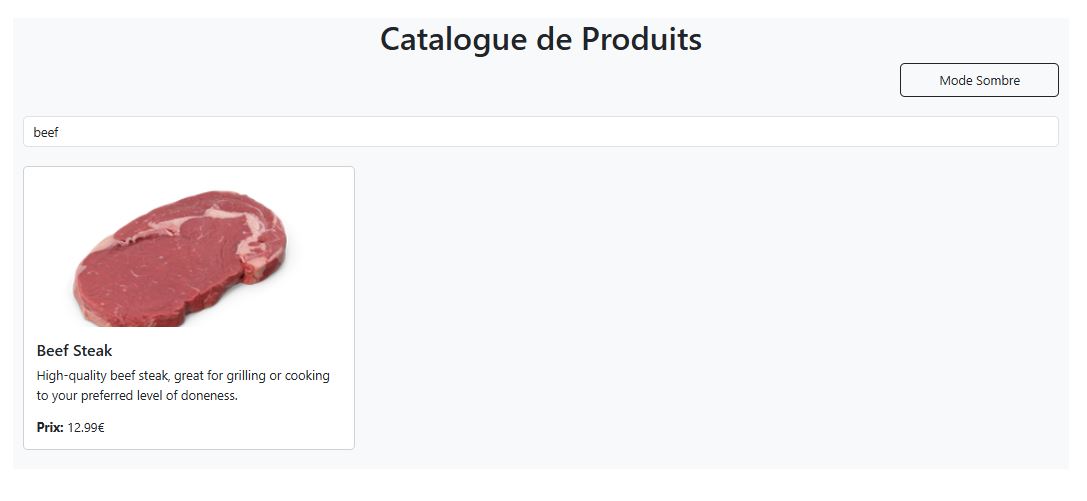 Catalogue de Produits
Mode Sombre
beef
Beef Steak
High-quality beef steak, great for grilling or cooking
to your preferred level of doneness.
Prix: 12.99€